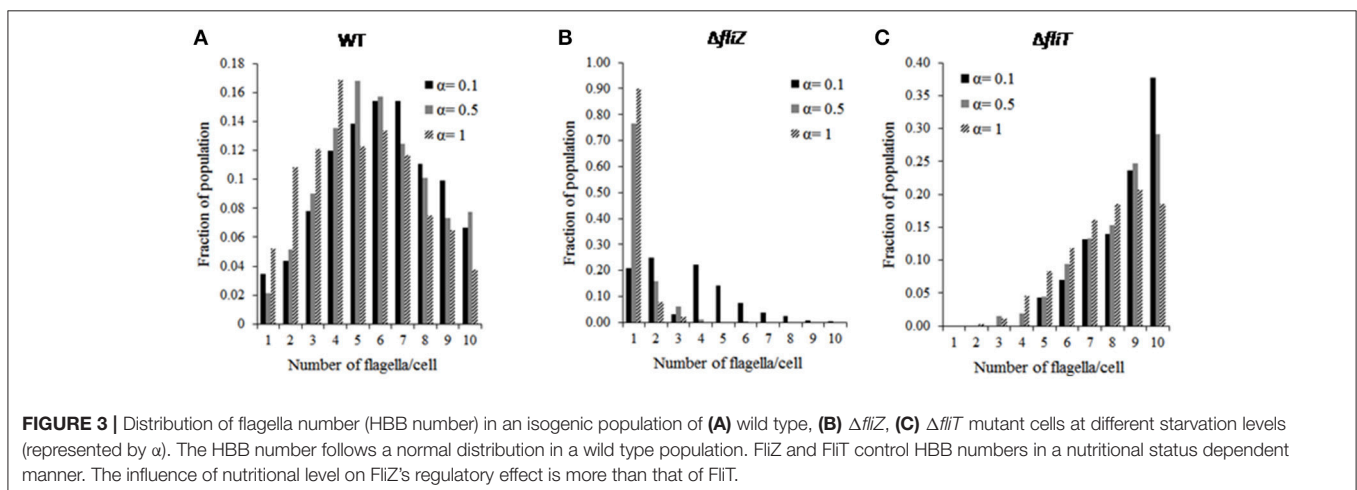 A
WT
Fraction of population
0.18
0.16
0.14
0.12
0.1
0.08
0.06
0.04
0.02
0
α= 0.1
α= 0.5
α= 1
1 2 3 4 5 6 7 8 9 10
Number of flagella/cell
B
ΔfliZ
Fraction of population
1.00
0.90
0.80
0.70
0.60
0.50
0.40
0.30
0.20
0.10
0.00
α= 0.1
α= 0.5
α= 1
1 2 3 4 5 6 7 8 9 10
Number of flagella/cell
C
ΔfliT
Fraction of population
0.40
0.35
0.30
0.25
0.20
0.15
0.10
0.05
0.00
α= 0.1
α= 0.5
α= 1
1 2 3 4 5 6 7 8 9 10
Number of flagella/cell
FIGURE 3 | Distribution of flagella number (HBB number) in an isogenic population of (A) wild type, (B) ΔfliZ, (C) ΔfliT mutant cells at different starvation levels
(represented by α). The HBB number follows a normal distribution in a wild type population. FliZ and FliT control HBB numbers in a nutritional status dependent
manner. The influence of nutritional level on FliZ's regulatory effect is more than that of FliT.